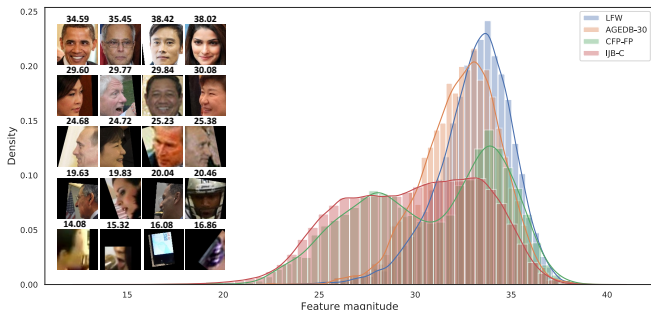 34.59 35.45 38.42 38.02
29.60 29.77 29.84 30.08
24.68 24.72 25.23 25.38
19.63 19.83 20.04 20.46
14.08 15.32 16.08 16.86
LFW
AGEDB-30
CFP-FP
IJB-C
0.25
0.20
0.15
0.10
0.05
0.00
Density
15 20 25 30 35 40
Feature magnitude